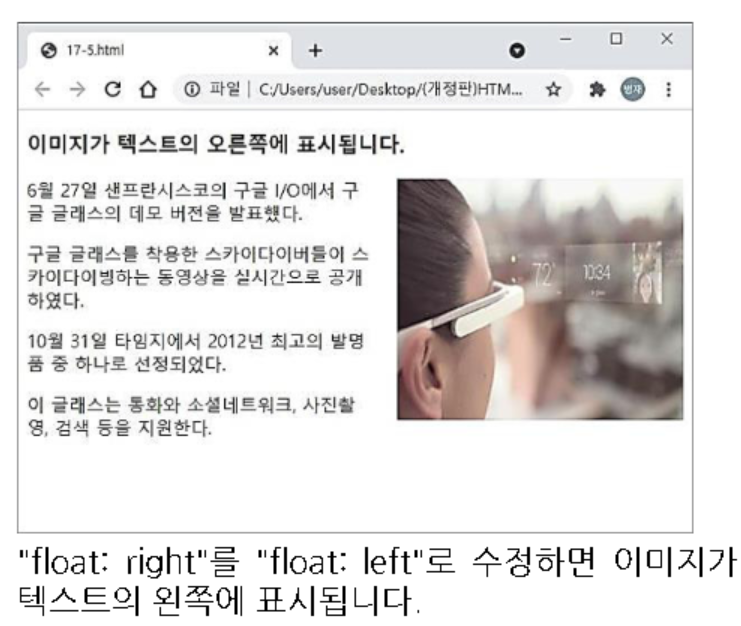 17-5.html
파일 | C:/Users/user/Desktop/(개정판)HTM...
범재
이미지가 텍스트의 오른쪽에 표시됩니다.
6월 27일 샌프란시스코의 구글 I/O에서 구
글 글래스의 데모 버전을 발표했다.
구글 글래스를 착용한 스카이다이버들이 스
카이다이빙하는 동영상을 실시간으로 공개
하였다.
10월 31일 타임지에서 2012년 최고의 발명
품 중 하나로 선정되었다.
이 글래스는 통화와 소셜네트워크, 사진촬
영, 검색 등을 지원한다.
72° 10:34
"float: right"를 "float: left"로 수정하면 이미지가
텍스트의 왼쪽에 표시됩니다.